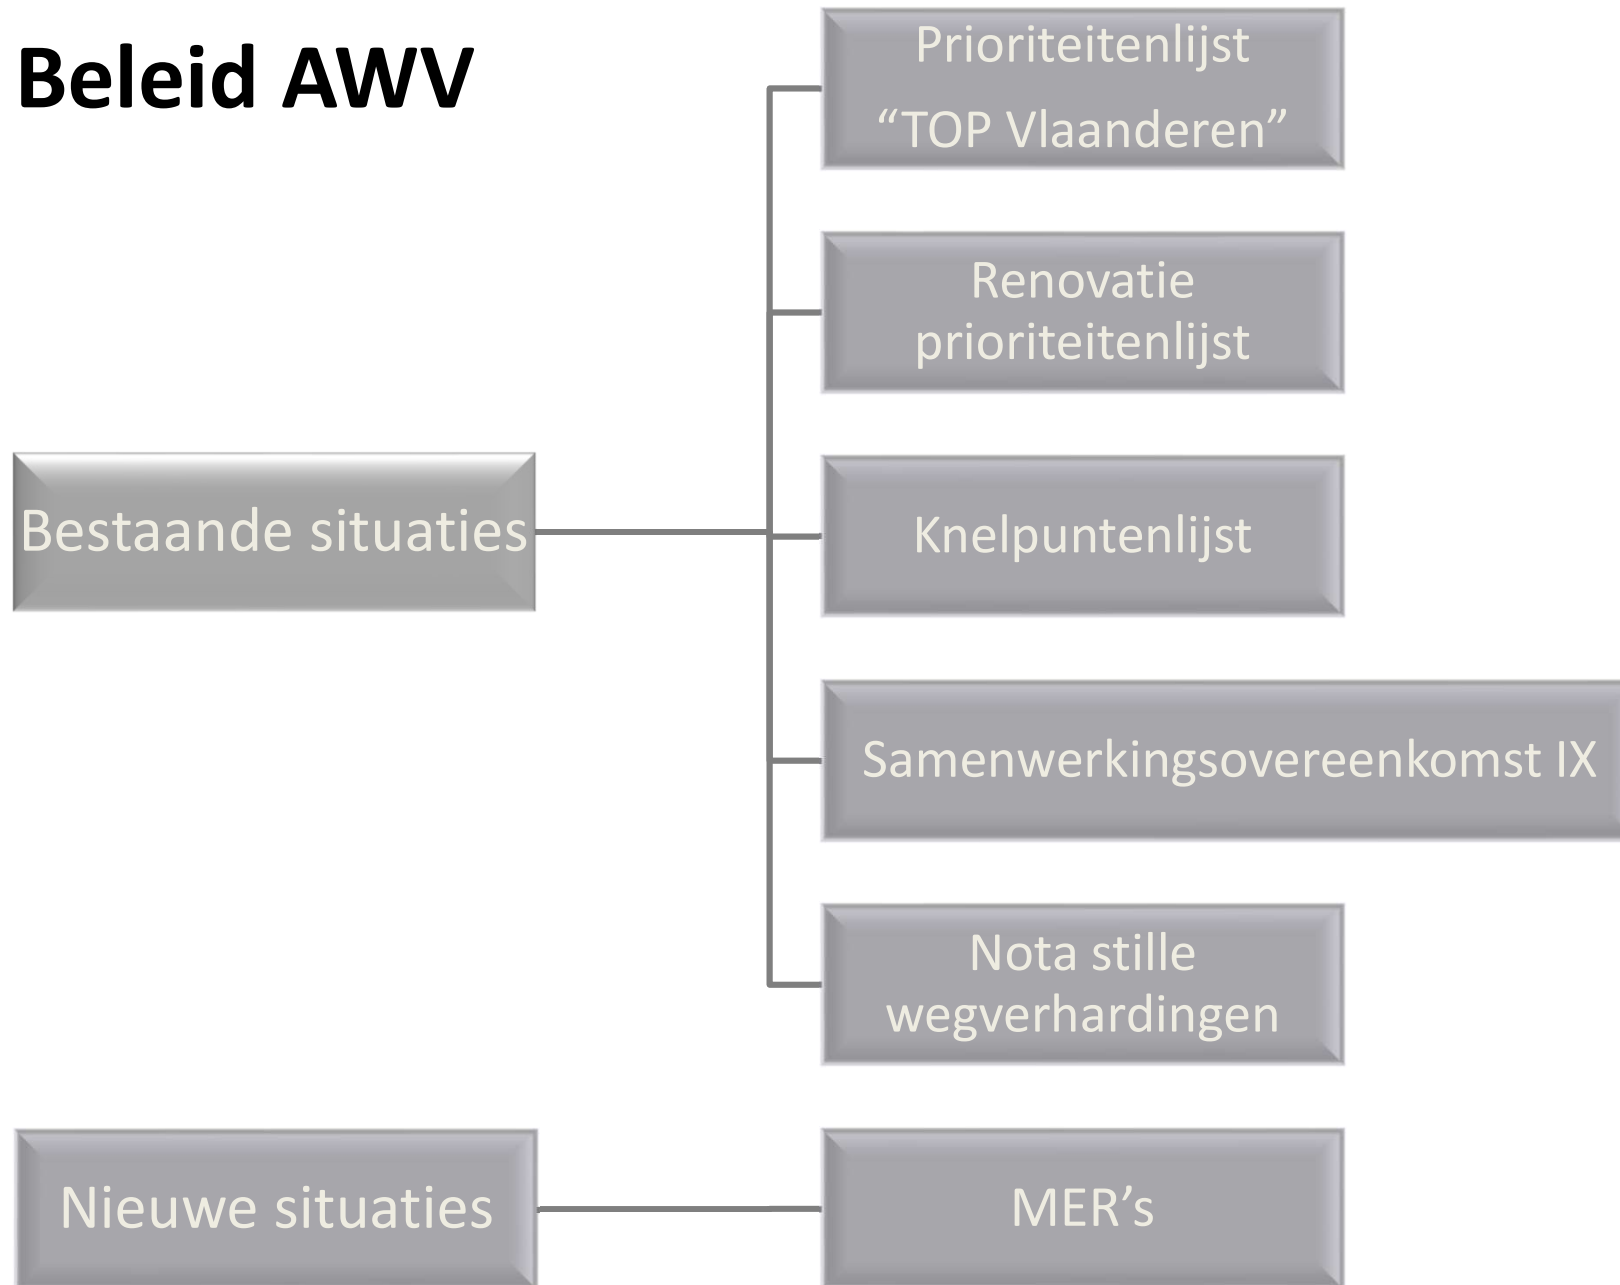 Beleid AWV
Prioriteitenlijst
“TOP Vlaanderen”
Renovatie
prioriteitenlijst
Bestaande situaties
Knelpuntenlijst
Samenwerkingsovereenkomst IX
Nota stille
wegverhardingen
Nieuwe situaties
MER’s